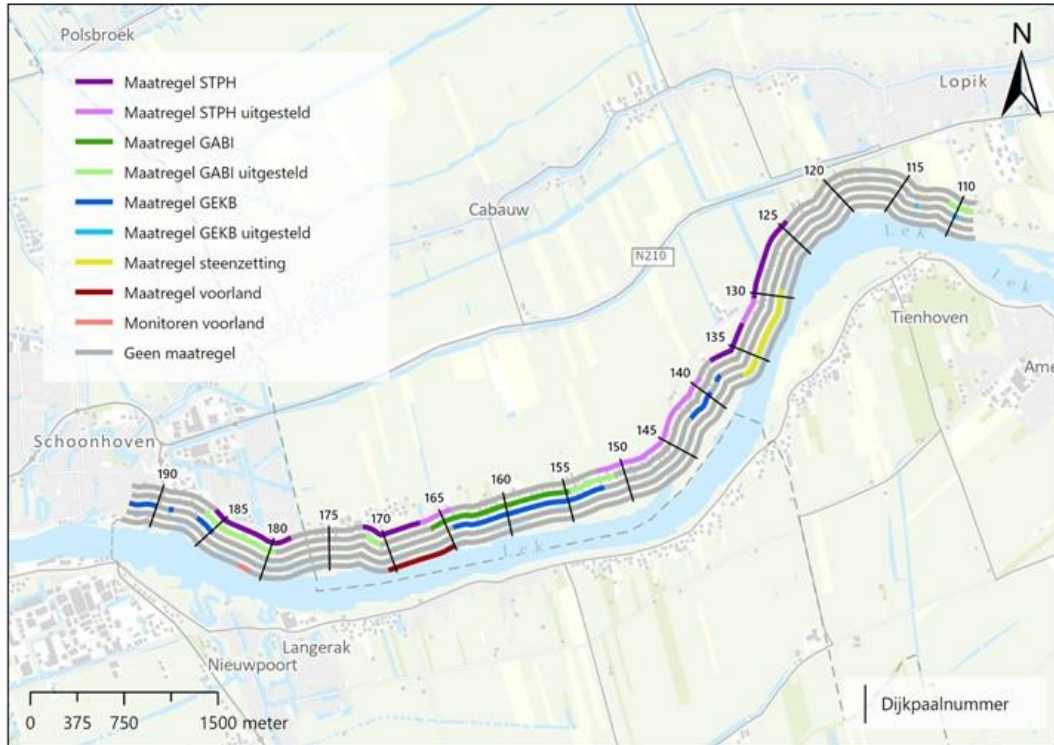 Polsbroek
N
Maatregel STPH
Maatregel STPH uitgesteld
Maatregel GABI
Maatregel GABI uitgesteld
Maatregel GEKB
Maatregel GEKB uitgesteld
Maatregel steenzetting
Maatregel voorland
Monitoren voorland
Geen maatregel
Lopik
120
115
110
Cabauw
125
Lek
N210
Lek
130
Tienhoven
135
Ame
140
Schoonhoven
145
150
155
160
190
165
185
170
180
175
Lek
Langerak
Nieuwpoort
0 375 750 1500 meter
Dijkpaalnummer